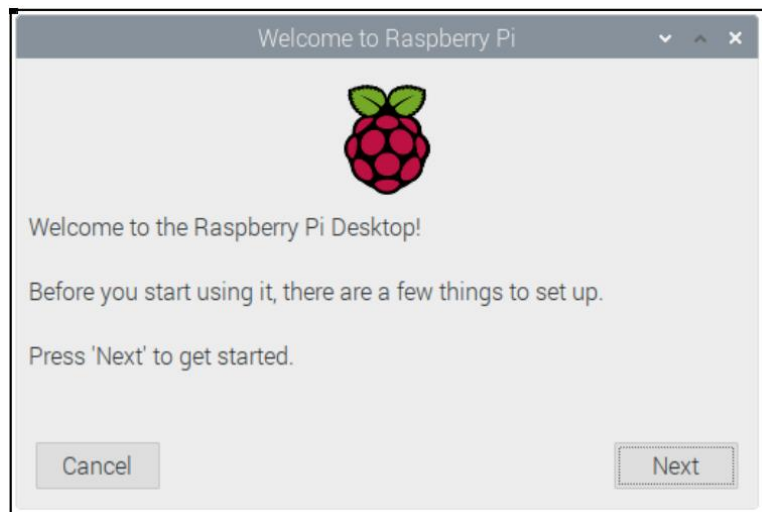 Welcome to Raspberry Pi
Welcome to the Raspberry Pi Desktop!
Before you start using it, there are a few things to set up.
Press 'Next' to get started.
Cancel
Next